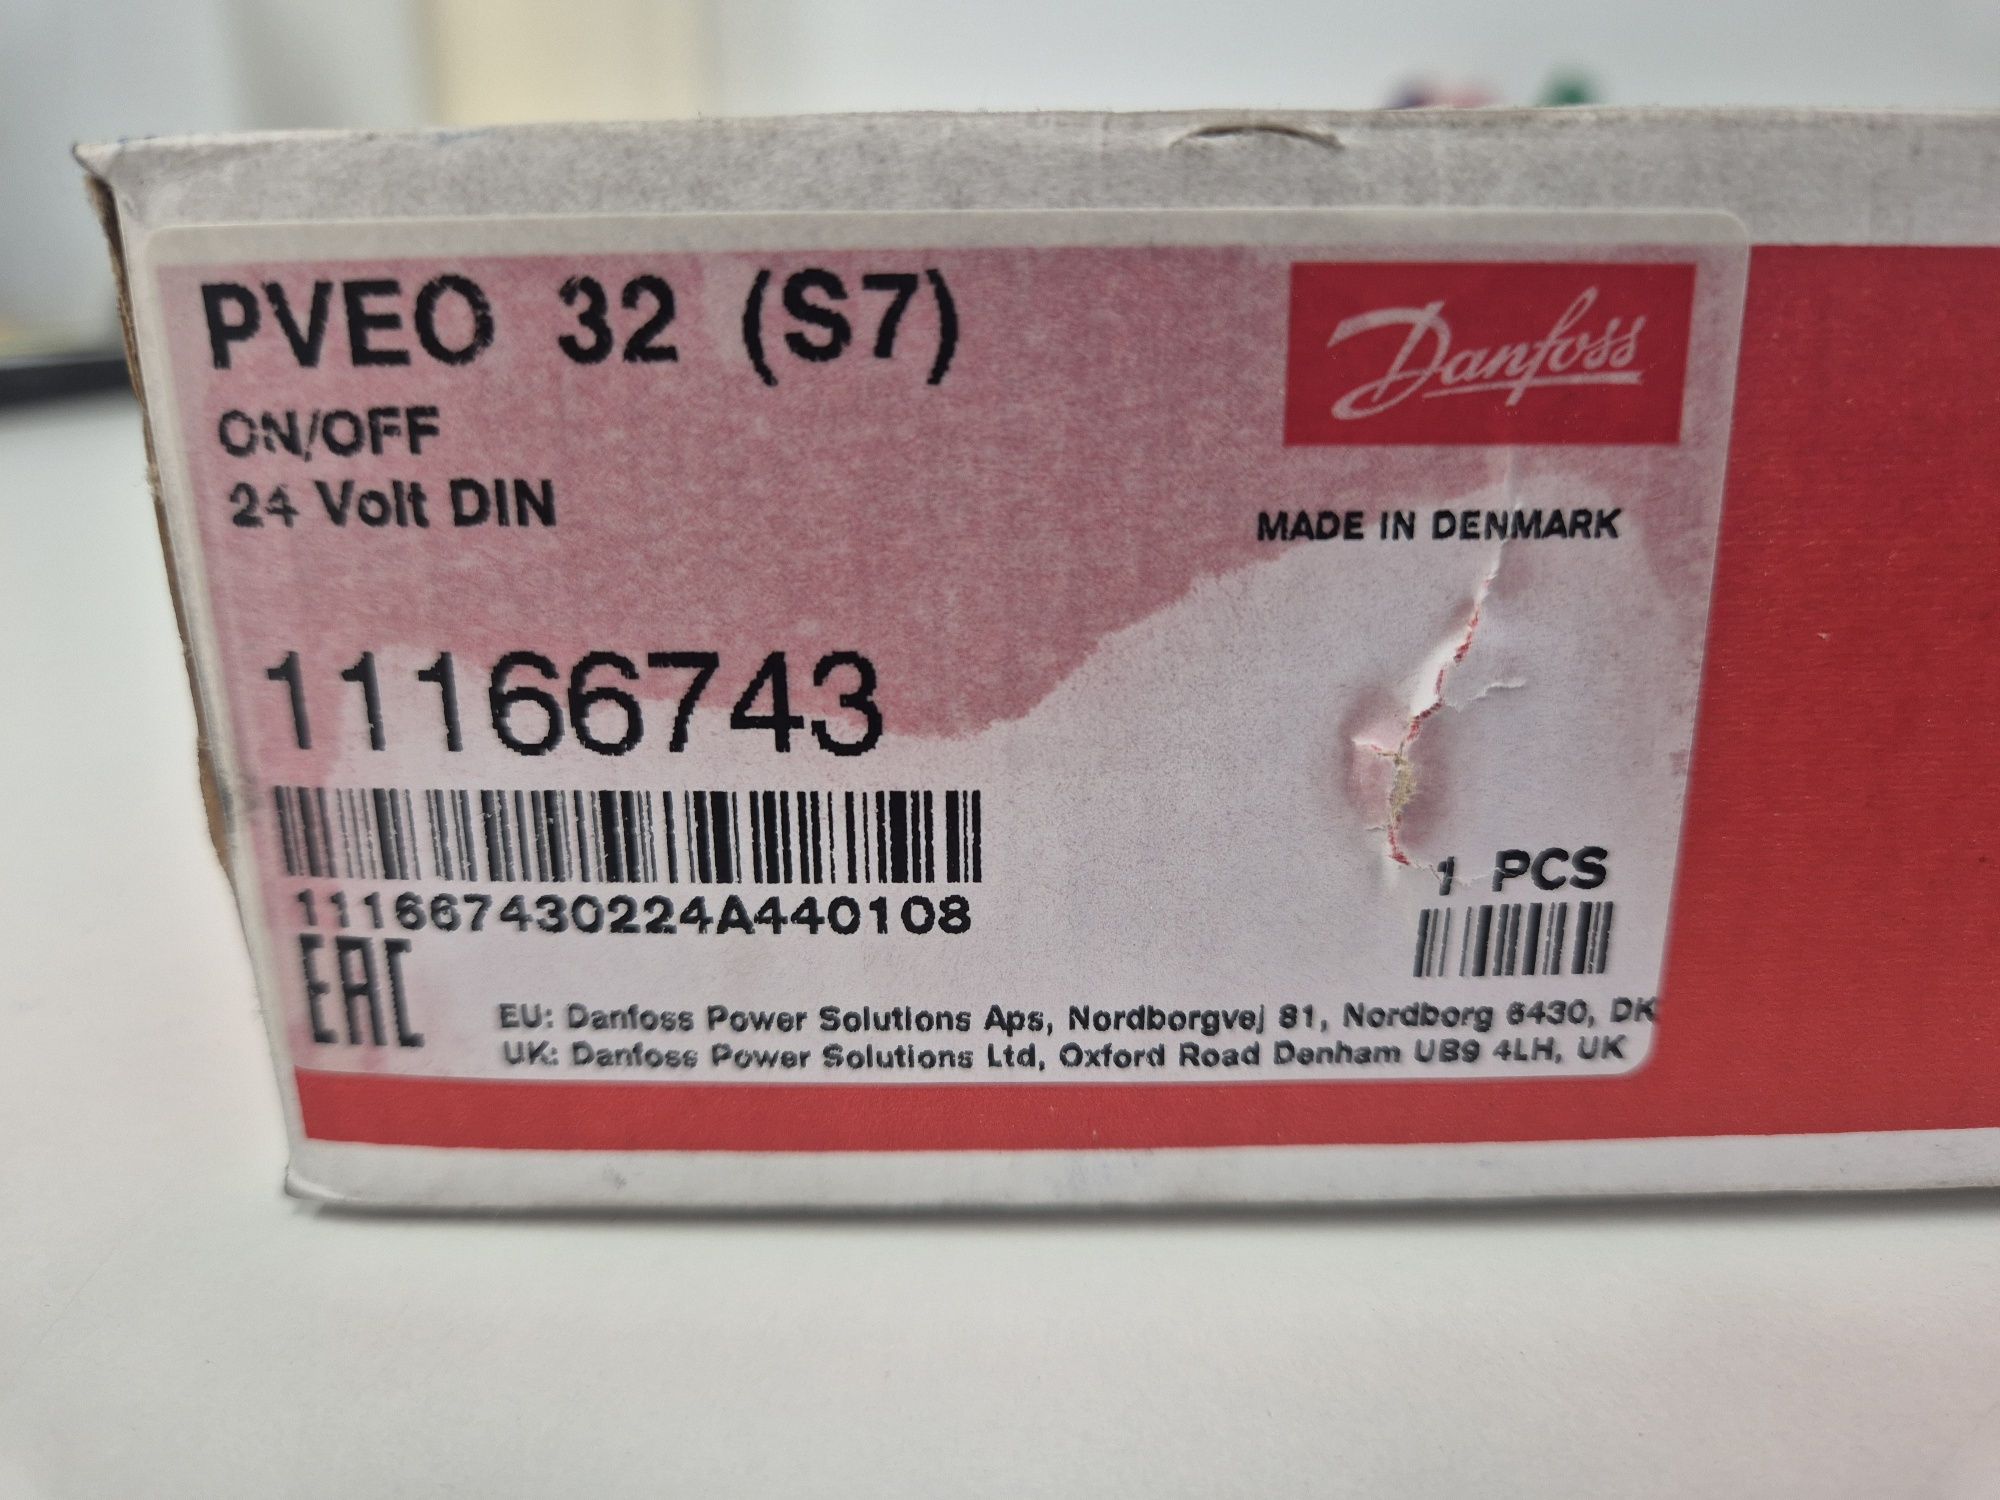 PVEO 32 (S7)
Danfoss
ON/OFF
24 Volt DIN
MADE IN DENMARK
11166743
111667430224A440108
1 PCS
EAC
EU: Danfoss Power Solutions Aps, Nordborgvej 81, Nordborg 6430, DK
UK: Danfoss Power Solutions Ltd, Oxford Road Denham UB9 4LH, UK